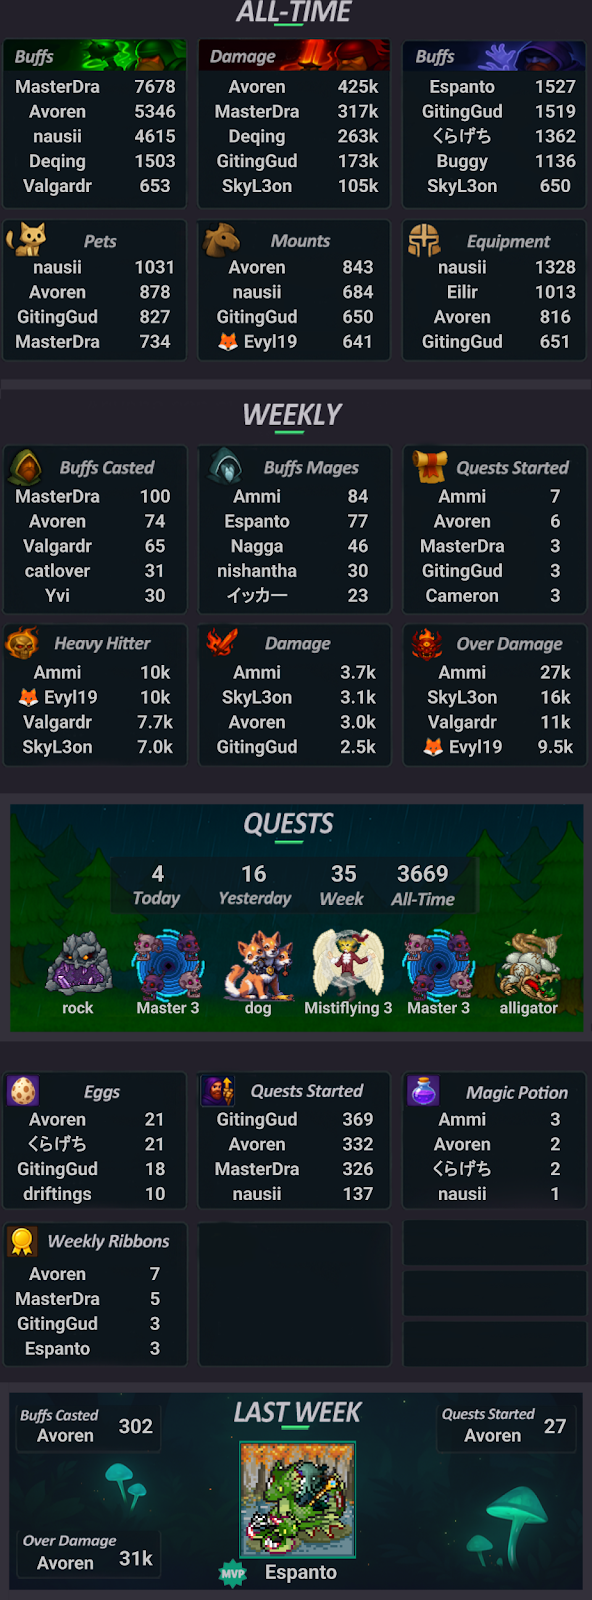 ALL-TIME
Buffs
MasterDra 7678
Avoren 5346
nausii 4615
Deqing 1503
Valgardr 653
Damage
Avoren 425k
MasterDra 317k
Deqing 263k
GitingGud 173k
SkyL3on 105k
Buffs
Espanto 1527
GitingGud 1519
くらげち 1362
Buggy 1136
SkyL3on 650
Pets
nausii 1031
Avoren 878
GitingGud 827
MasterDra 734
Mounts
Avoren 843
nausii 684
GitingGud 650
🦊 Evyl19 641
Equipment
nausii 1328
Eilir 1013
Avoren 816
GitingGud 651
WEEKLY
Buffs Casted
MasterDra 100
Avoren 74
Valgardr 65
catlover 31
Yvi 30
Buffs Mages
Ammi 84
Espanto 77
Nagga 46
nishantha 30
イッカー 23
Quests Started
Ammi 7
Avoren 6
MasterDra 3
GitingGud 3
Cameron 3
Heavy Hitter
Ammi 10k
🦊 Evyl19 10k
Valgardr 7.7k
SkyL3on 7.0k
Damage
Ammi 3.7k
SkyL3on 3.1k
Avoren 3.0k
GitingGud 2.5k
Over Damage
Ammi 27k
SkyL3on 16k
Valgardr 11k
🦊 Evyl19 9.5k
QUESTS
4 16 35 3669
Today Yesterday Week All-Time
rock Master 3 dog Mistiflying 3 Master 3 alligator
Eggs
Avoren 21
くらげち 21
GitingGud 18
driftings 10
Quests Started
GitingGud 369
Avoren 332
MasterDra 326
nausii 137
Magic Potion
Ammi 3
Avoren 2
くらげち 2
nausii 1
Weekly Ribbons
Avoren 7
MasterDra 5
GitingGud 3
Espanto 3
LAST WEEK
Buffs Casted
Avoren 302
Quests Started
Avoren 27
Over Damage
Avoren 31k
MVP Espanto